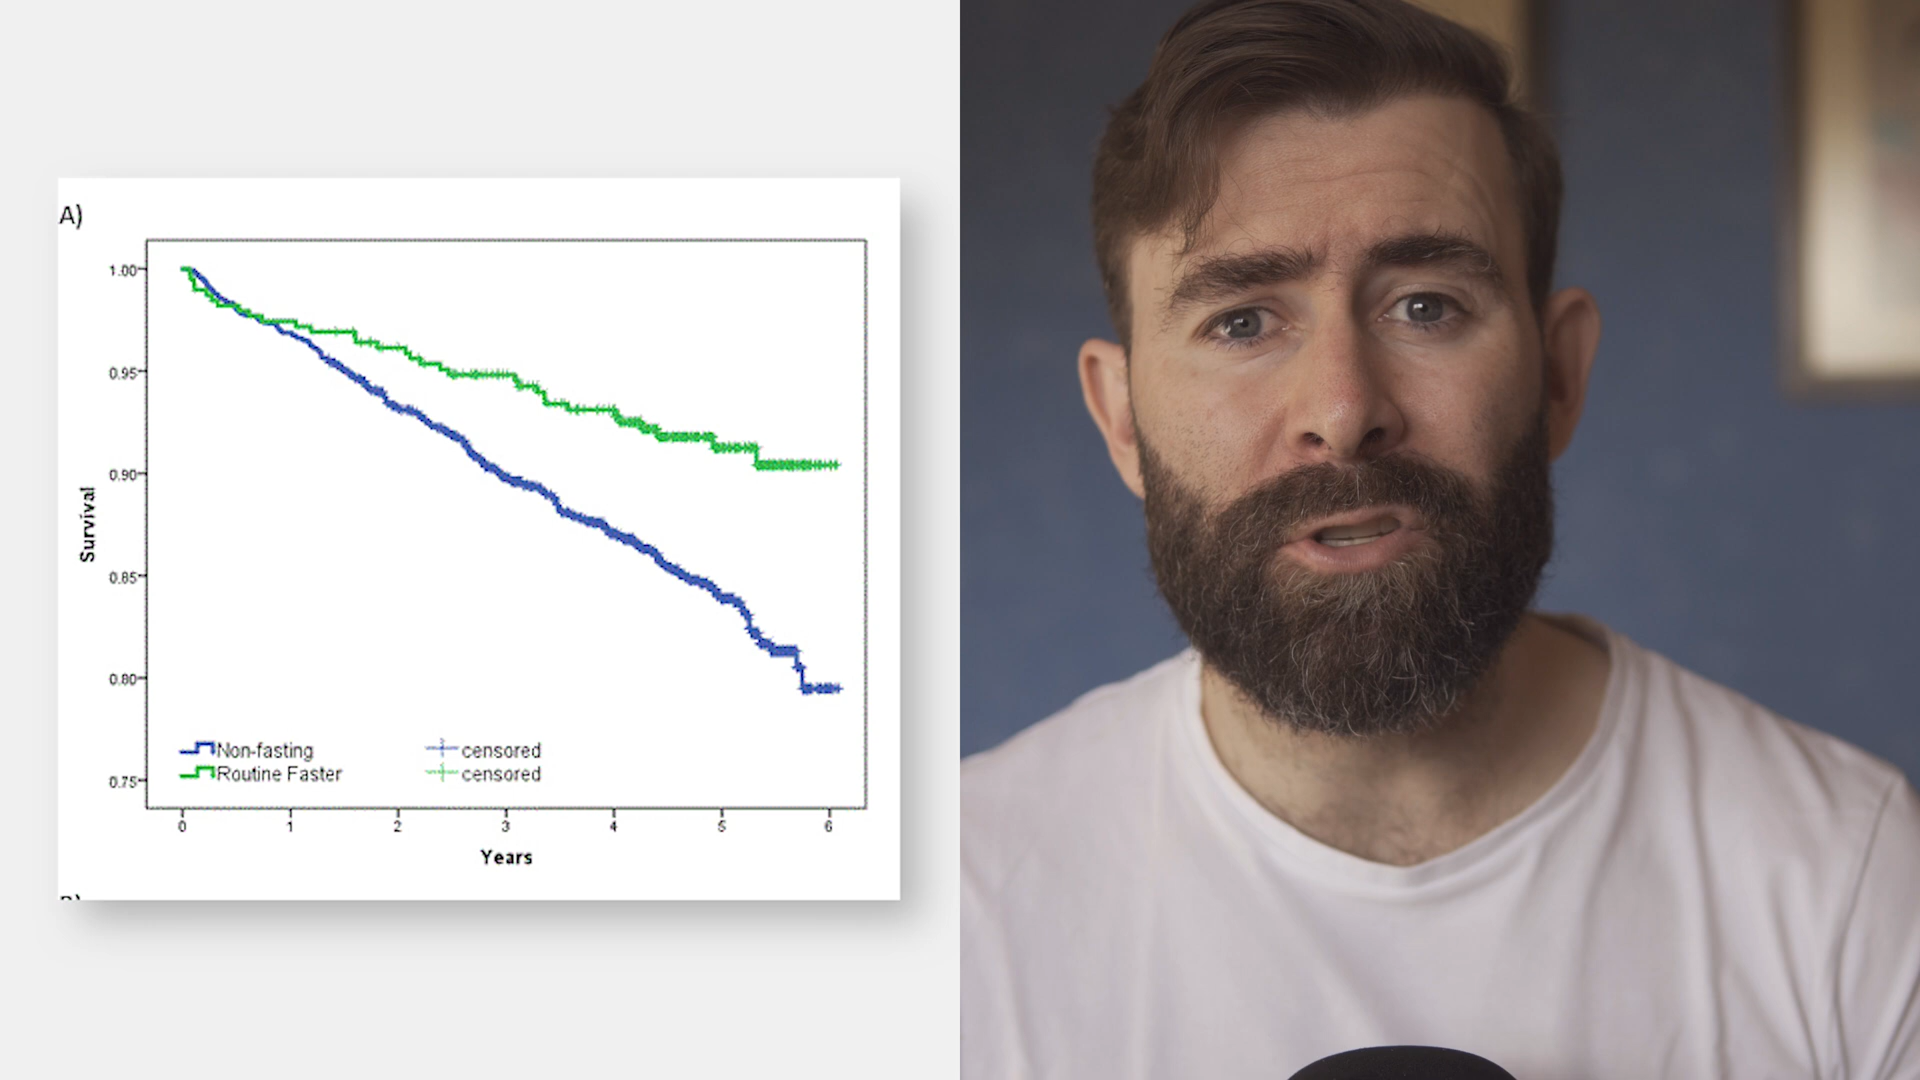 A)
1.00
0.95
0.90
0.85
0.80
0.75
Survival
Non-fasting
censored
Routine Faster
censored
0 1 2 3 4 5 6
Years